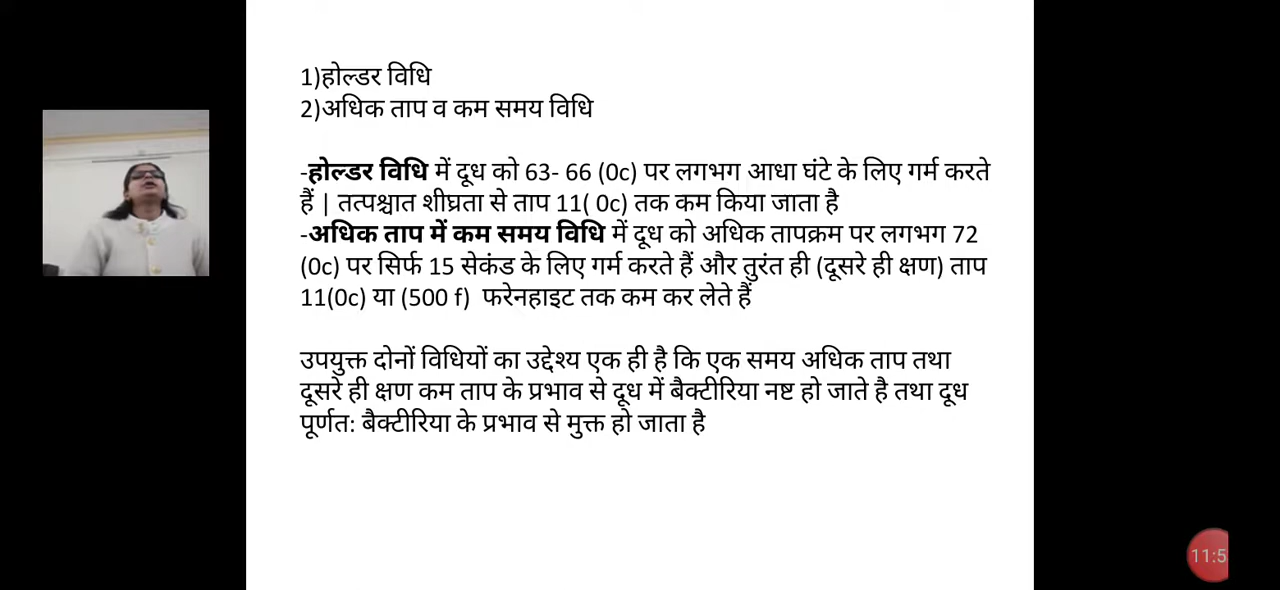 1)होल्डर विधि
2)अधिक ताप व कम समय विधि
-होल्डर विधि में दूध को 63- 66 (0c) पर लगभग आधा घंटे के लिए गर्म करते
हैं | तत्पश्चात शीघ्रता से ताप 11( 0c) तक कम किया जाता है
-अधिक ताप में कम समय विधि में दूध को अधिक तापक्रम पर लगभग 72
(0c) पर सिर्फ 15 सेकंड के लिए गर्म करते हैं और तुरंत ही (दूसरे ही क्षण) ताप
11(0c) या (500 f) फरेनहाइट तक कम कर लेते हैं
उपयुक्त दोनों विधियों का उद्देश्य एक ही है कि एक समय अधिक ताप तथा
दूसरे ही क्षण कम ताप के प्रभाव से दूध में बैक्टीरिया नष्ट हो जाते है तथा दूध
पूर्णत: बैक्टीरिया के प्रभाव से मुक्त हो जाता है
11:5